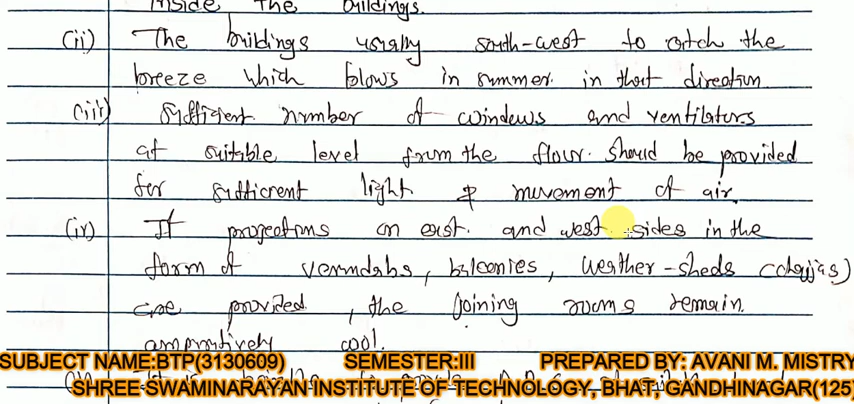 inside the buildings.
(ii) The buildings usually south-west to catch the
breeze which blows in summer in that direction
(iii) Sufficient number of windows and ventilators
at suitable level from the flour. Should be provided
for sufficient light & movement of air.
(iv) If projections on east. and west sides in the
form of verandahs, balconies, weather-sheds (chajjas)
are provided, the joining rooms remain.
cool.
SUBJECT NAME:BTP(3130609) SEMESTER:III PREPARED BY: AVANI M. MISTRY
SHREE SWAMINARAYAN INSTITUTE OF TECHNOLOGY, BHAT, GANDHINAGAR(125)